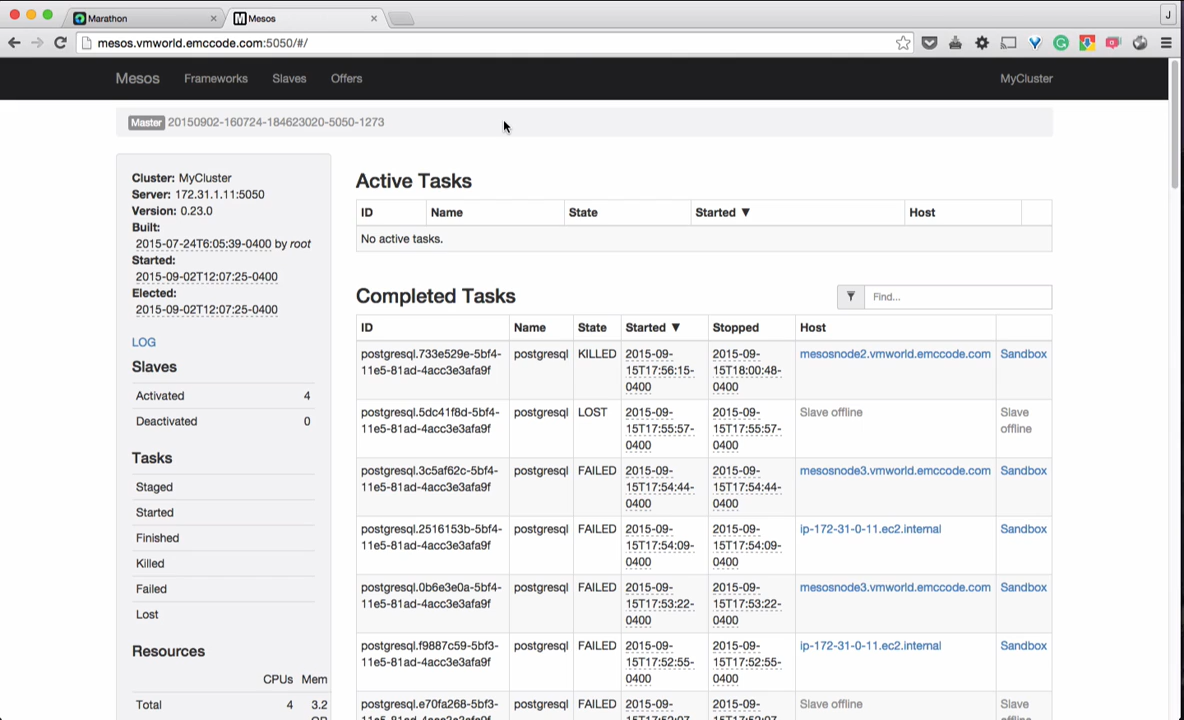 Marathon
Mesos
J
mesos.vmworld.emccode.com:5050/#/
Mesos Frameworks Slaves Offers MyCluster
Master 20150902-160724-184623020-5050-1273
Cluster: MyCluster
Server: 172.31.1.11:5050
Version: 0.23.0
Built:
2015-07-24T6:05:39-0400 by root
Started:
2015-09-02T12:07:25-0400
Elected:
2015-09-02T12:07:25-0400
LOG
Slaves
Activated 4
Deactivated 0
Tasks
Staged
Started
Finished
Killed
Failed
Lost
Resources
CPUs Mem
Total 4 3.2
Active Tasks
ID Name State Started ▼ Host
No active tasks.
Completed Tasks
Find...
ID Name State Started ▼ Stopped Host
postgresql.733e529e-5bf4- postgresql KILLED 2015-09- 2015-09- mesosnode2.vmworld.emccode.com Sandbox
11e5-81ad-4acc3e3afa9f 15T17:56:15- 15T18:00:48-
0400 0400
postgresql.5dc41f8d-5bf4- postgresql LOST 2015-09- 2015-09- Slave offline Slave
11e5-81ad-4acc3e3afa9f 15T17:55:57- 15T17:55:57- offline
0400 0400
postgresql.3c5af62c-5bf4- postgresql FAILED 2015-09- 2015-09- mesosnode3.vmworld.emccode.com Sandbox
11e5-81ad-4acc3e3afa9f 15T17:54:44- 15T17:54:44-
0400 0400
postgresql.2516153b-5bf4- postgresql FAILED 2015-09- 2015-09- ip-172-31-0-11.ec2.internal Sandbox
11e5-81ad-4acc3e3afa9f 15T17:54:09- 15T17:54:09-
0400 0400
postgresql.0b6e3e0a-5bf4- postgresql FAILED 2015-09- 2015-09- mesosnode3.vmworld.emccode.com Sandbox
11e5-81ad-4acc3e3afa9f 15T17:53:22- 15T17:53:22-
0400 0400
postgresql.f9887c59-5bf3- postgresql FAILED 2015-09- 2015-09- ip-172-31-0-11.ec2.internal Sandbox
11e5-81ad-4acc3e3afa9f 15T17:52:55- 15T17:52:55-
0400 0400
postgresql.e70fa268-5bf3- postgresql FAILED 2015-09- 2015-09- Slave offline Slave